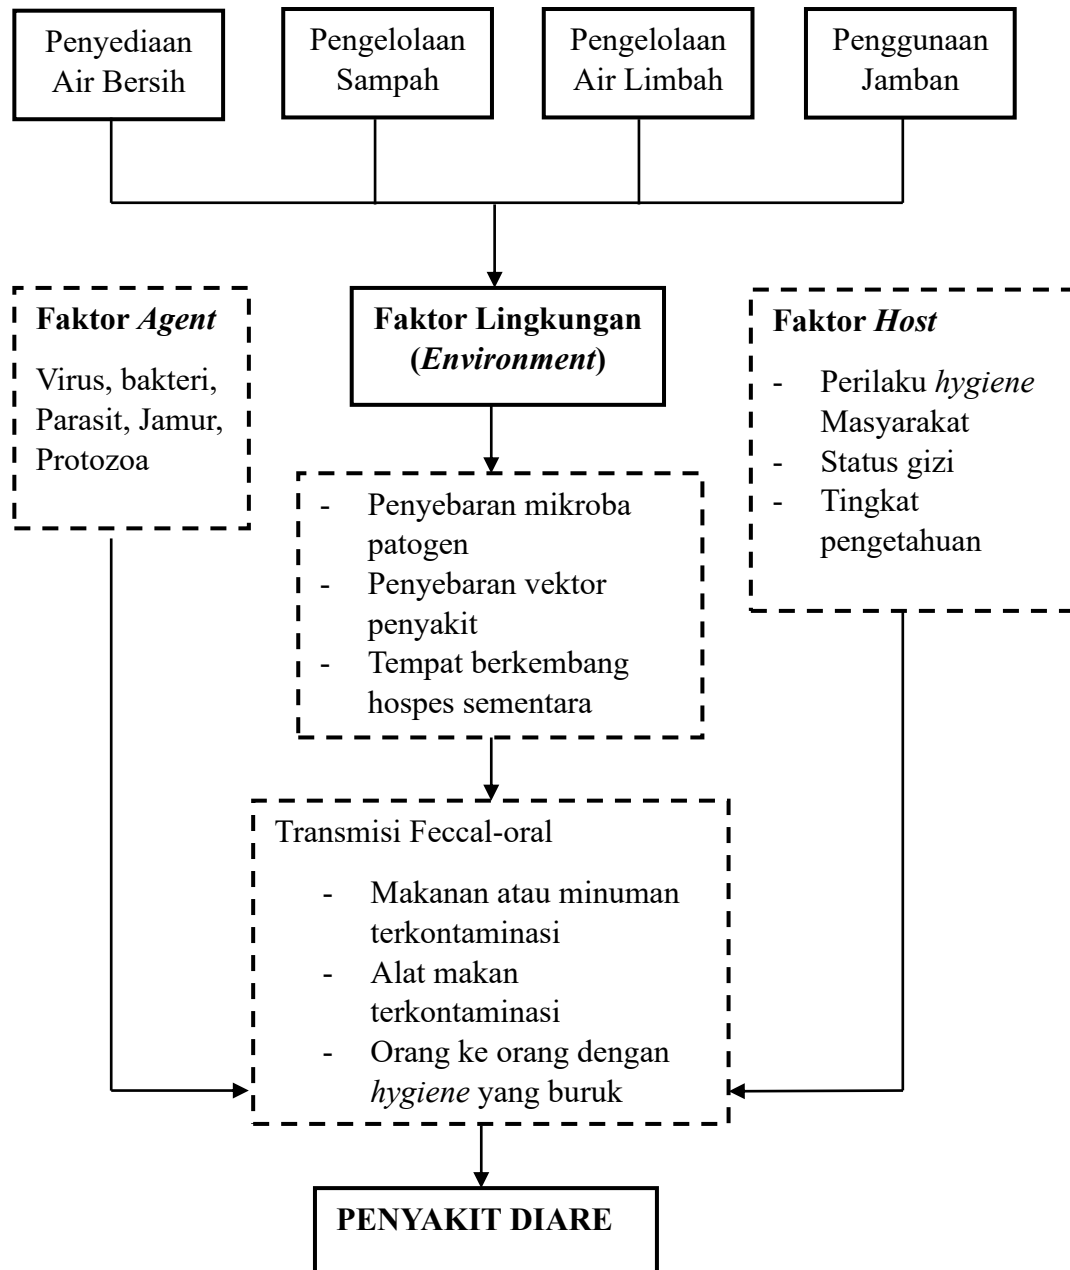 Penyediaan
Air Bersih
Pengelolaan
Sampah
Pengelolaan
Air Limbah
Penggunaan
Jamban
Faktor Agent
Virus, bakteri,
Parasit, Jamur,
Protozoa
Faktor Lingkungan
(Environment)
Faktor Host
- Perilaku hygiene
Masyarakat
- Status gizi
- Tingkat
pengetahuan
- Penyebaran mikroba
patogen
- Penyebaran vektor
penyakit
- Tempat berkembang
hospes sementara
Transmisi Feccal-oral
- Makanan atau minuman
terkontaminasi
- Alat makan
terkontaminasi
- Orang ke orang dengan
hygiene yang buruk
PENYAKIT DIARE